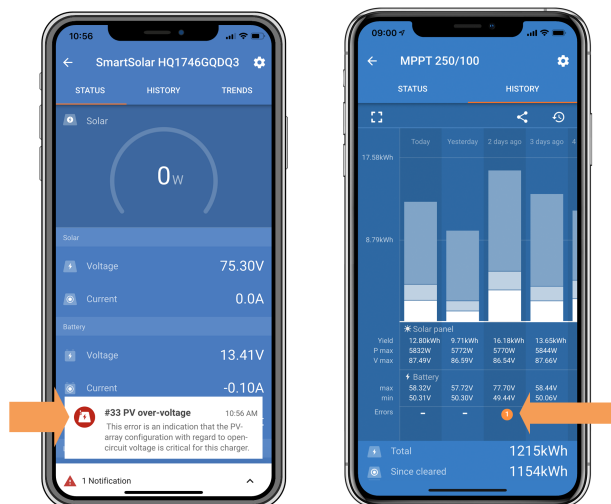 10:56
SmartSolar HQ1746GQDQ3
STATUS HISTORY TRENDS
Solar
0W
Solar
Voltage 75.30V
Current 0.0A
Battery
Voltage 13.41V
Current -0.10A
#33 PV over-voltage 10:56 AM
This error is an indication that the PV-
array configuration with regard to open-
circuit voltage is critical for this charger.
1 Notification
09:00
MPPT 250/100
STATUS HISTORY
Today Yesterday 2 days ago 3 days ago 4
17.58kWh
8.79kWh
Solar panel
Yield 12.80kWh 9.71kWh 16.18kWh 13.65kWh
P max 5832W 5772W 5770W 5844W
V max 87.49V 86.59V 86.54V 87.66V
Battery
max 58.32V 57.72V 77.70V 58.44V
min 50.31V 50.30V 49.44V 50.06V
Errors - - 1
Total 1215kWh
Since cleared 1154kWh